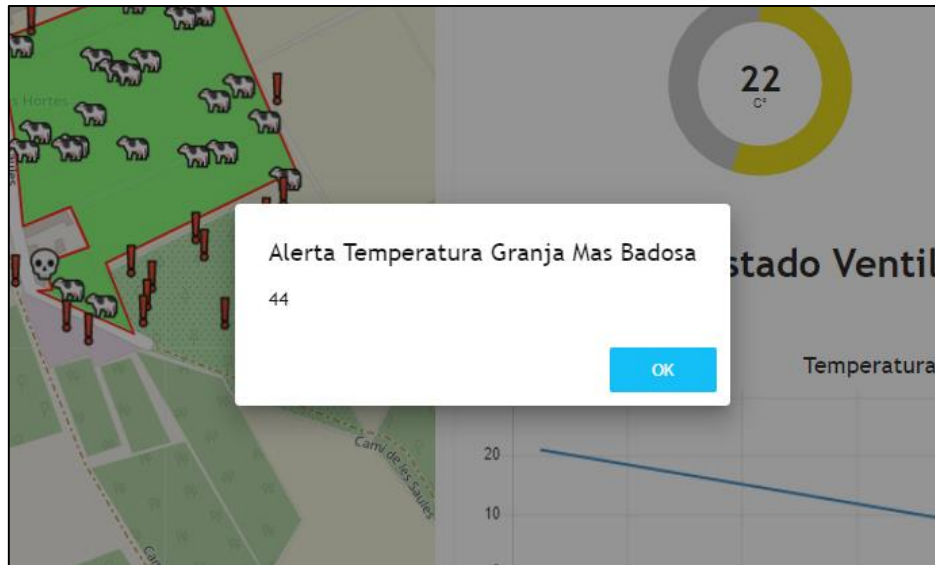 Hortes
22
C°
Alerta Temperatura Granja Mas Badosa
44
OK
stado Ventil
Temperatura
20
10
Camí de les Saules